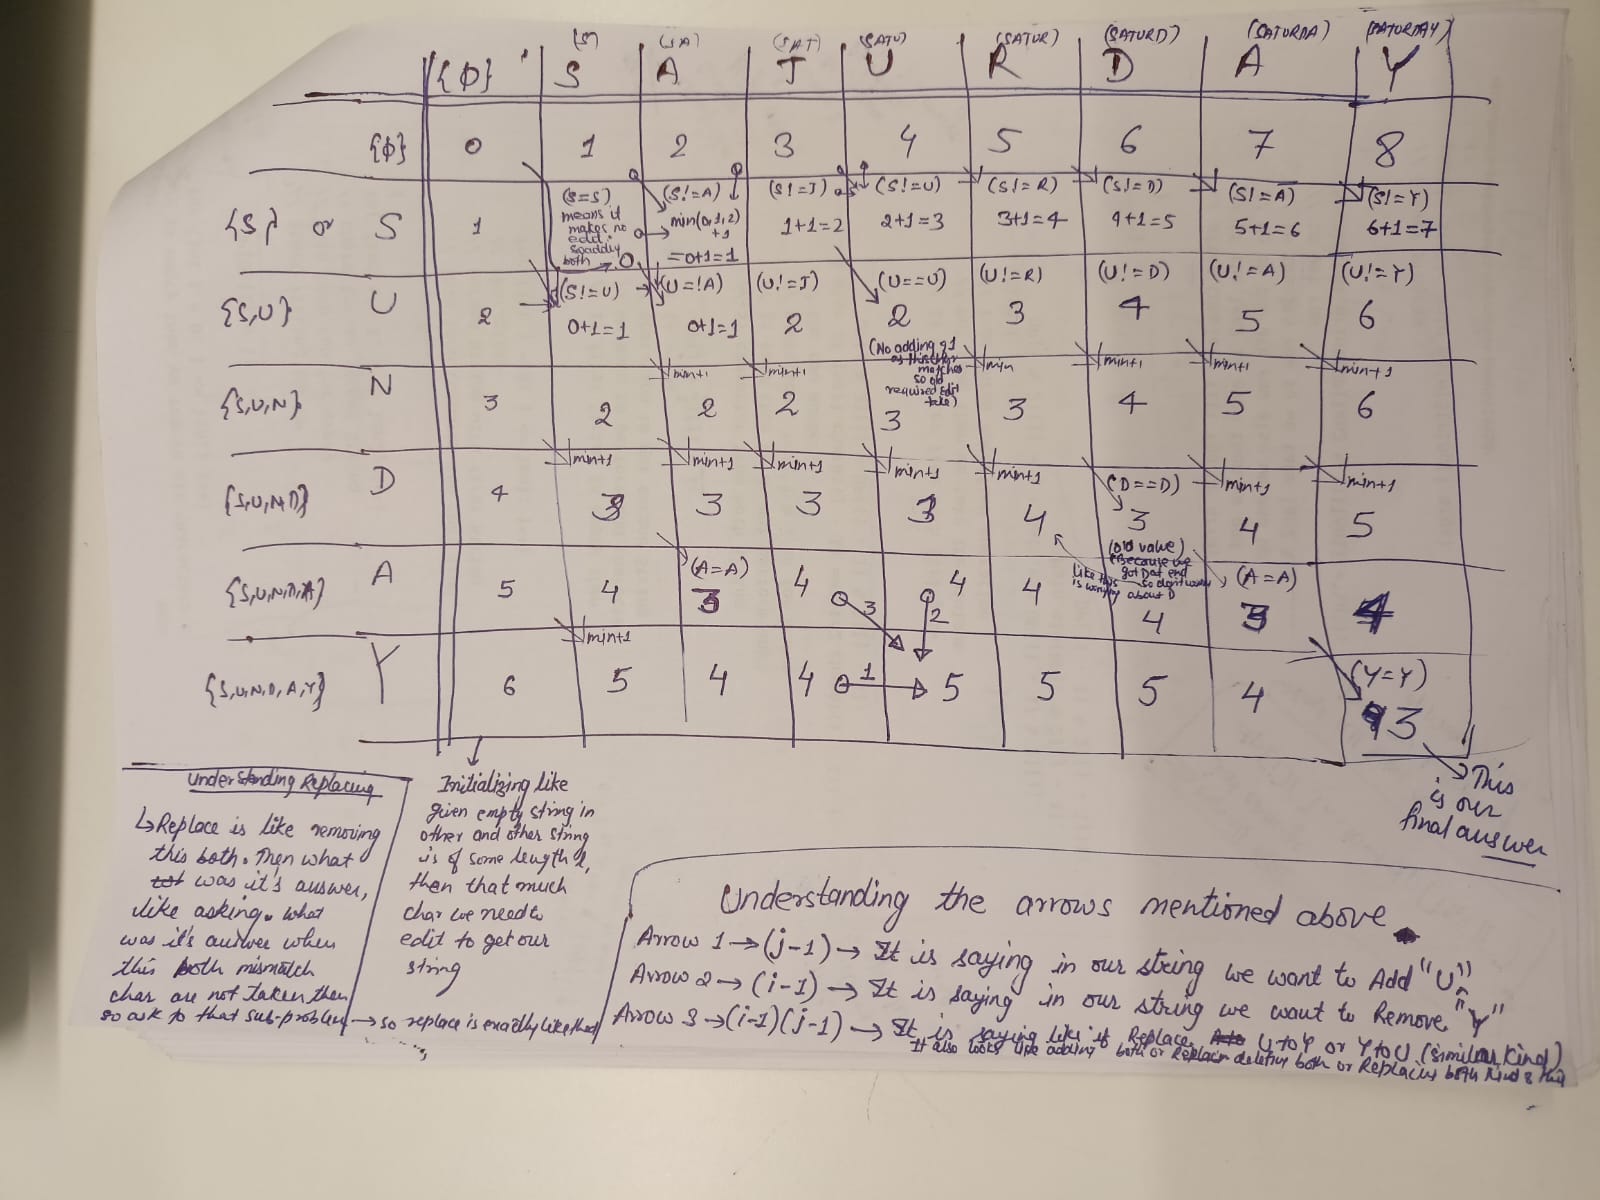 (S) (SA) (SAT) (SATU) (SATUR) (SATURD) (SATURDA) (SATURDAY)
{Φ} S A T U R D A Y
{Φ} 0 1 2 3 4 5 6 7 8
{S} or S 1
(S=S)
means it
makes no
edit.
both → 0
(S!=A)
min(0,1,2)
+1
=0+1=1
(S!=T)
1+1=2
(S!=U)
2+1=3
(S!=R)
3+1=4
(S!=D)
4+1=5
(S!=A)
5+1=6
(S!=Y)
6+1=7
{S,U} U 2
(S!=U)
0+1=1
(U=!A)
0+1=1
(U!=T)
2
(U==U)
2
(No adding of 1
as this char
matches
so old
required edit
take)
(U!=R)
3
(U!=D)
4
(U!=A)
5
(U!=Y)
6
min+1 min+1 min min+1 min+1 min+1
{S,U,N} N 3 2 2 2 3 3 4 5 6
min+1 min+1 min+1 min+1 min+1 (D==D) min+1 min+1
{S,U,N,D} D 4 3 3 3 3 4 3 4 5
(old value)
(Because we
got D at end
so don't worry
about D
like this
is worry
{S,U,N,D,A} A 5 4 (A=A) 3 4 4 4 4 (A=A) 3 4
3 2
min+1
{S,U,N,D,A,Y} Y 6 5 4 4 1 5 5 5 4 (Y=Y) 3
This
is our
final answer
Understanding Replacing
↳ Replace is like removing
this both. Then what
was it's answer,
like asking. what
was it's answer when
this both mismatch
char are not taken then
so ask to that sub-problem → so replace is exactly like that
Initializing like
given empty string in
other and other string
is of some length
then that much
char we need to
edit to get our
string
Understanding the arrows mentioned above
Arrow 1 → (j-1) → It is saying in our string we want to Add "U"
Arrow 2 → (i-1) → It is saying in our string we want to Remove "Y"
Arrow 3 → (i-1)(j-1) → It is saying like if Replace U to Y or Y to U (similar kind)
It also looks like adding both or deleting both or Replacing both kind